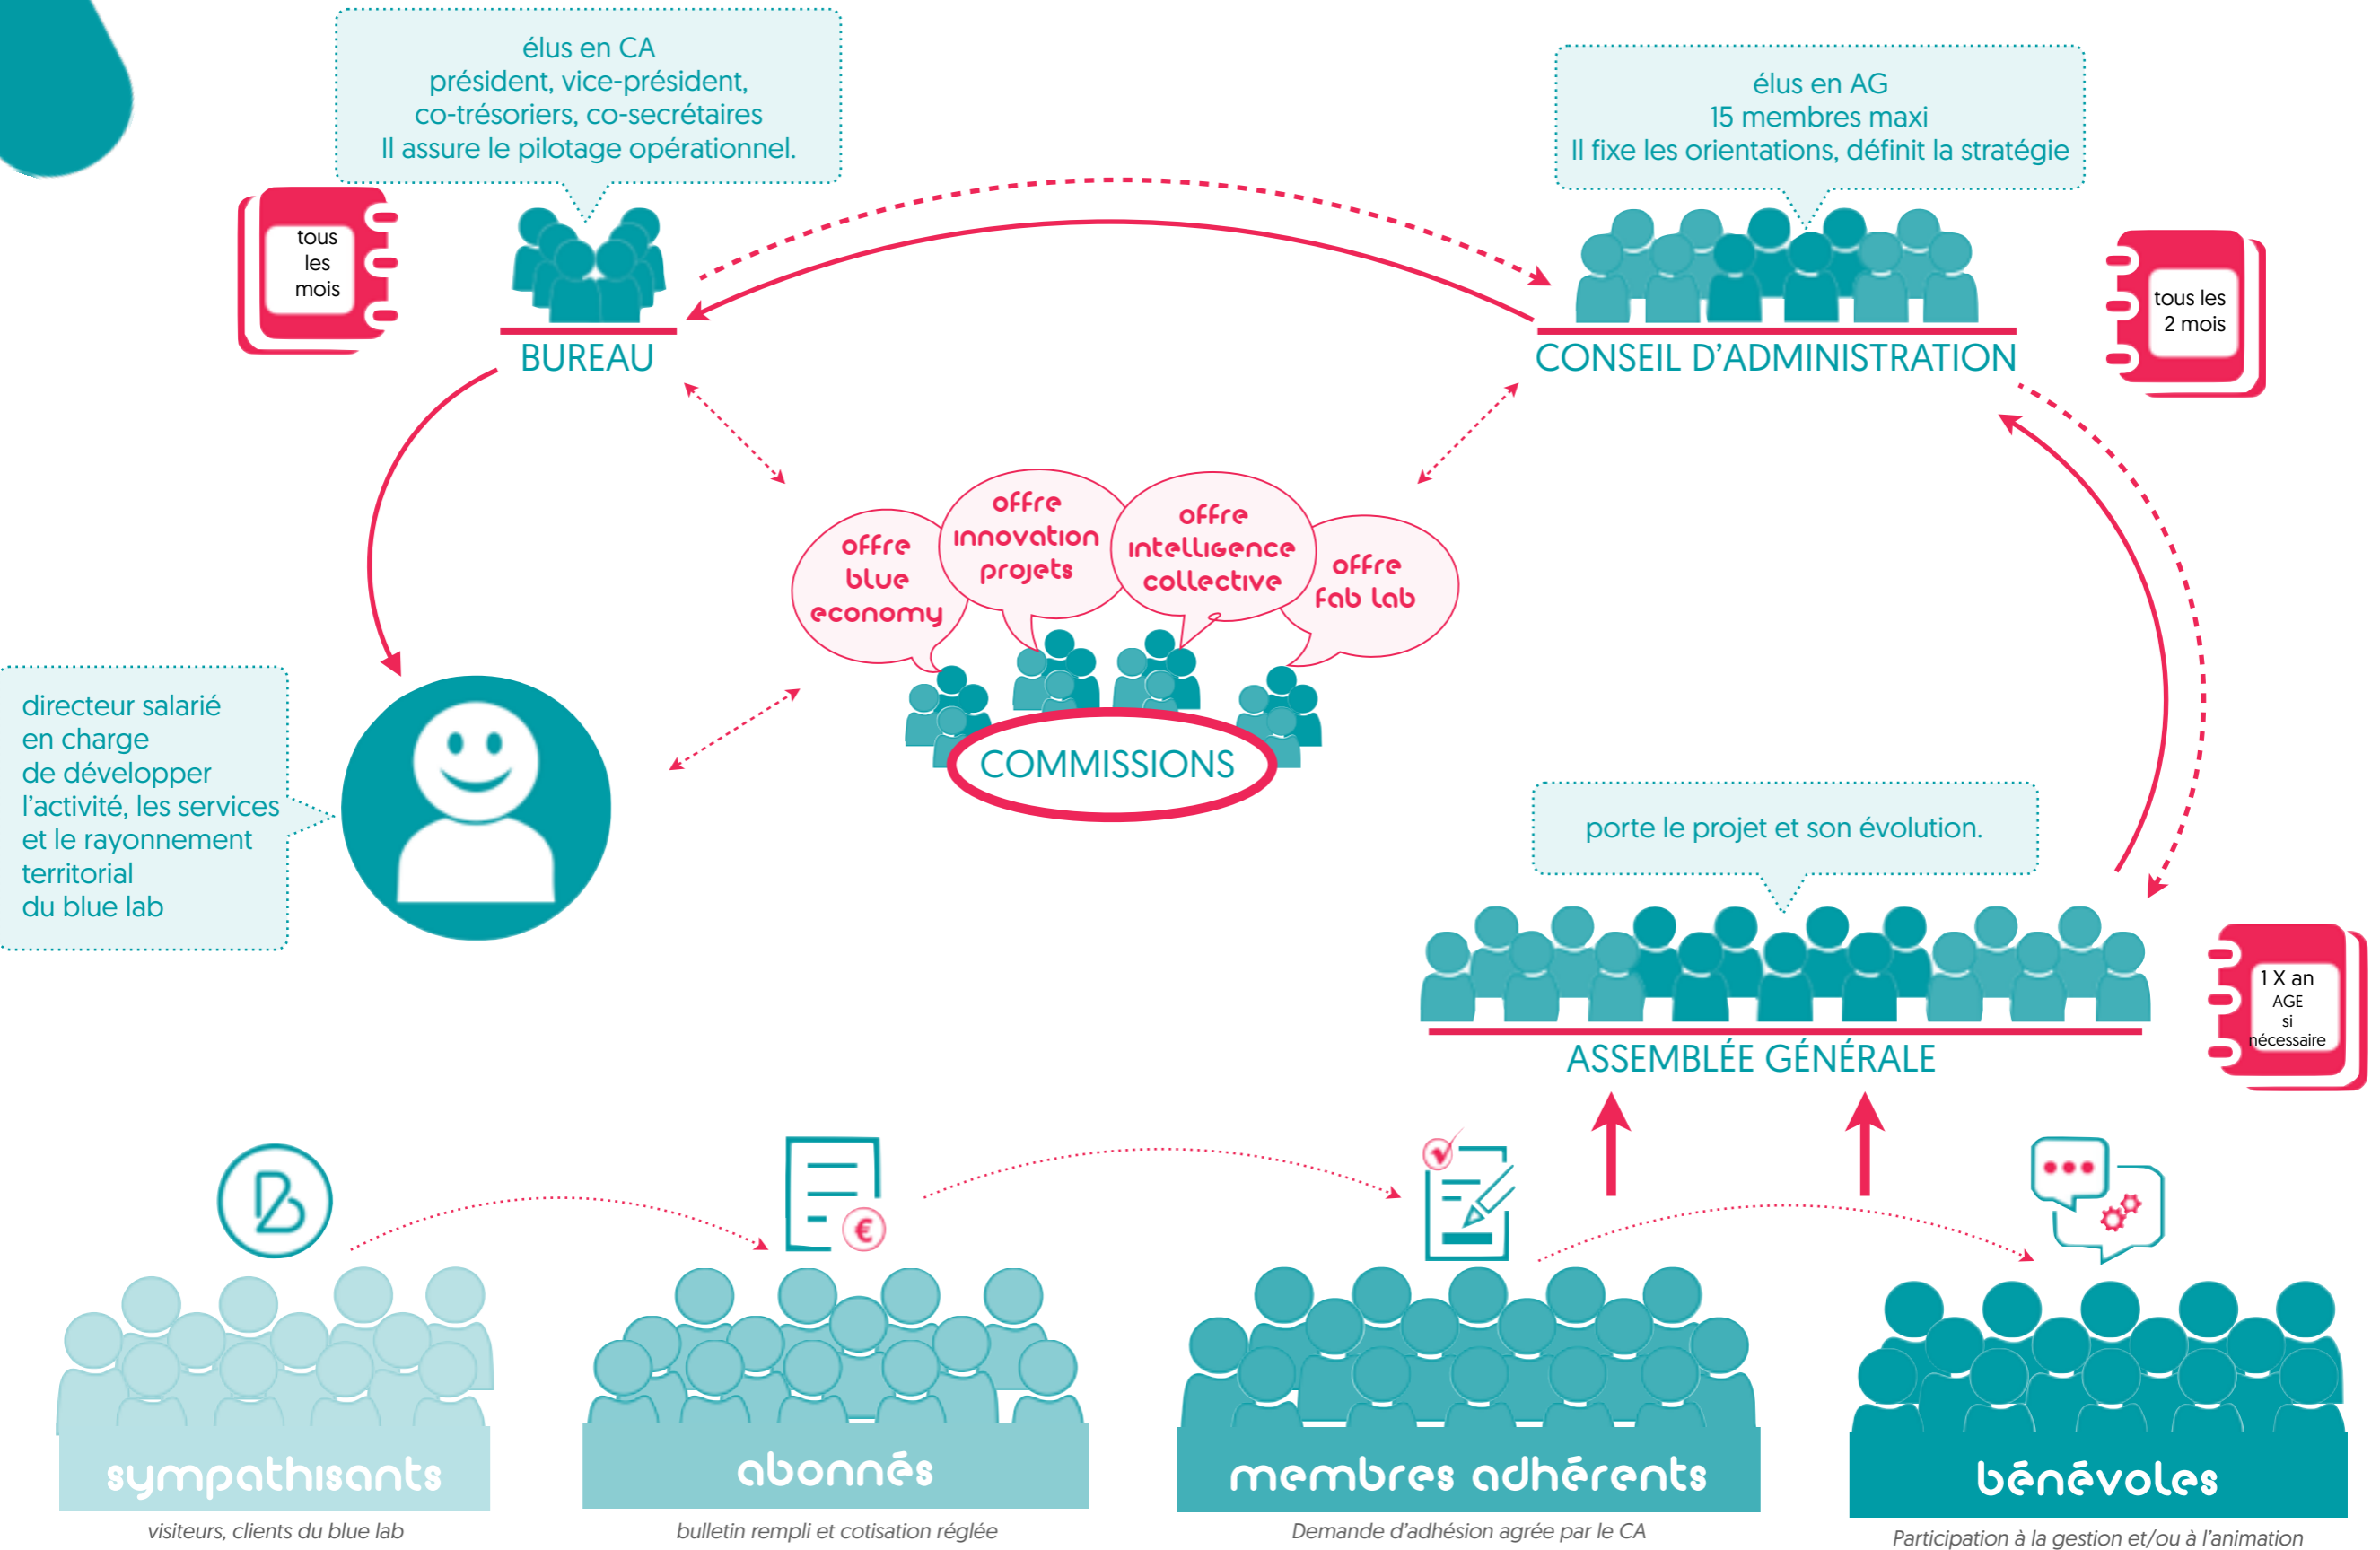 élus en CA
président, vice-président,
co-trésoriers, co-secrétaires
Il assure le pilotage opérationnel.
élus en AG
15 membres maxi
Il fixe les orientations, définit la stratégie
tous
les
mois
BUREAU
CONSEIL D'ADMINISTRATION
tous les
2 mois
offre
blue
economy
offre
innovation
projets
offre
intelligence
collective
offre
fab lab
COMMISSIONS
directeur salarié
en charge
de développer
l'activité, les services
et le rayonnement
territorial
du blue lab
porte le projet et son évolution.
ASSEMBLÉE GÉNÉRALE
1 X an
AGE
si
nécessaire
B
€
sympathisants
visiteurs, clients du blue lab
abonnés
bulletin rempli et cotisation réglée
membres adhérents
Demande d'adhésion agrée par le CA
bénévoles
Participation à la gestion et/ou à l'animation